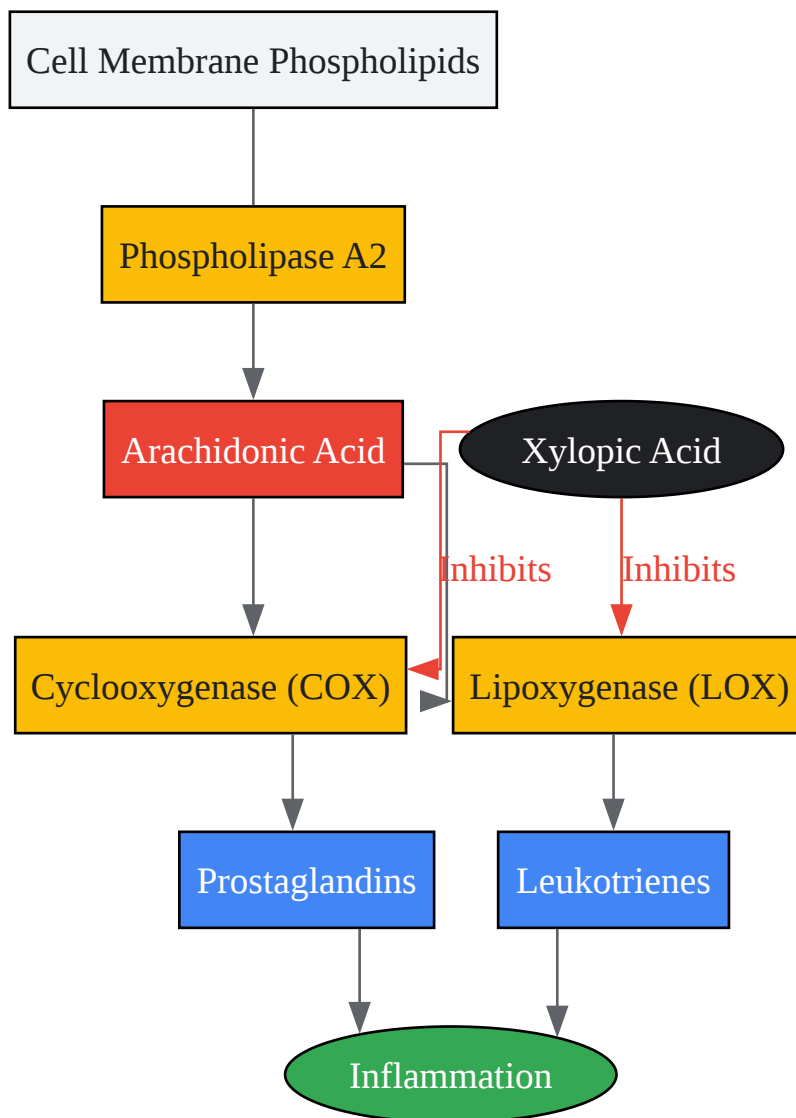 Cell Membrane Phospholipids
Phospholipase A2
Arachidonic Acid
Xylopic Acid
Inhibits
Inhibits
Cyclooxygenase (COX)
Lipoxygenase (LOX)
Prostaglandins
Leukotrienes
Inflammation